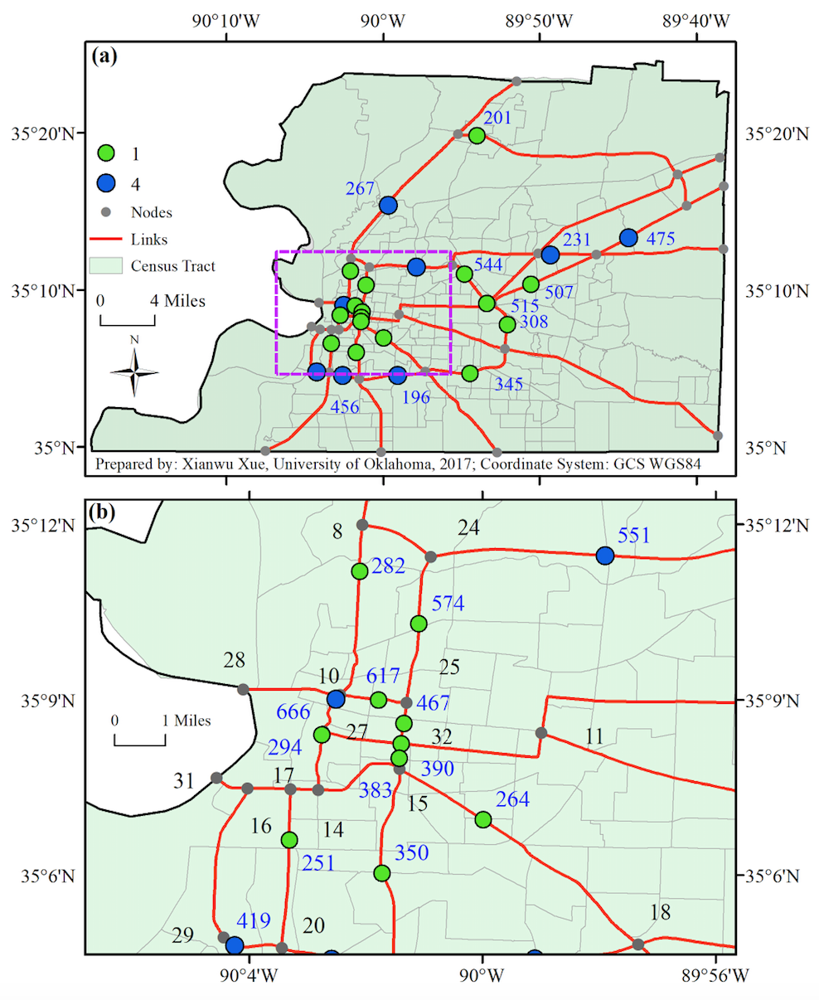 90°10'W 90°W 89°50'W 89°40'W
(a)
201
35°20'N 35°20'N
1
4
267
Nodes
Links
231 475
Census Tract
544
35°10'N 507 35°10'N
0 4 Miles
515
308
N
345
196
456
35°N 35°N
Prepared by: Xianwu Xue, University of Oklahoma, 2017; Coordinate System: GCS WGS84
(b)
35°12'N 8 24 35°12'N
551
282
574
28 25
10 617
35°9'N 467 35°9'N
666
0 1 Miles
27 32 11
294
390
31 17 383
15 264
16 14
350
251
35°6'N 35°6'N
18
419 20
29
90°4'W 90°W 89°56'W